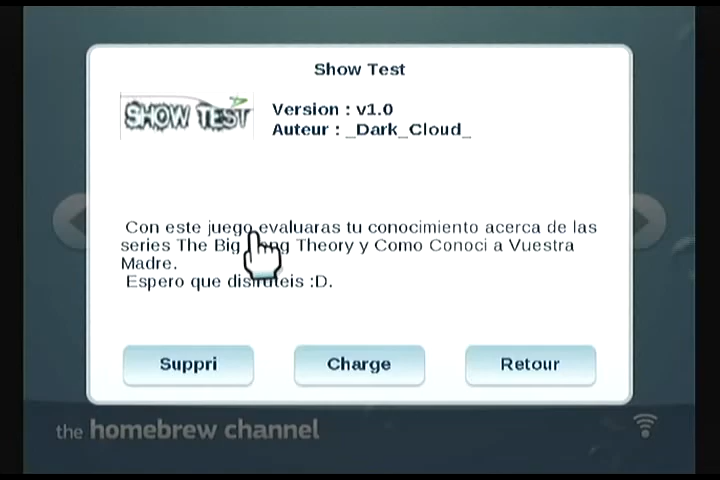 Show Test
SHOW TEST
Version : v1.0
Auteur : _Dark_Cloud_
Con este juego evaluaras tu conocimiento acerca de las
series The Big Theory y Como Conoci a Vuestra
Madre.
Espero que disfruteis :D.
Suppri
Charge
Retour
the homebrew channel